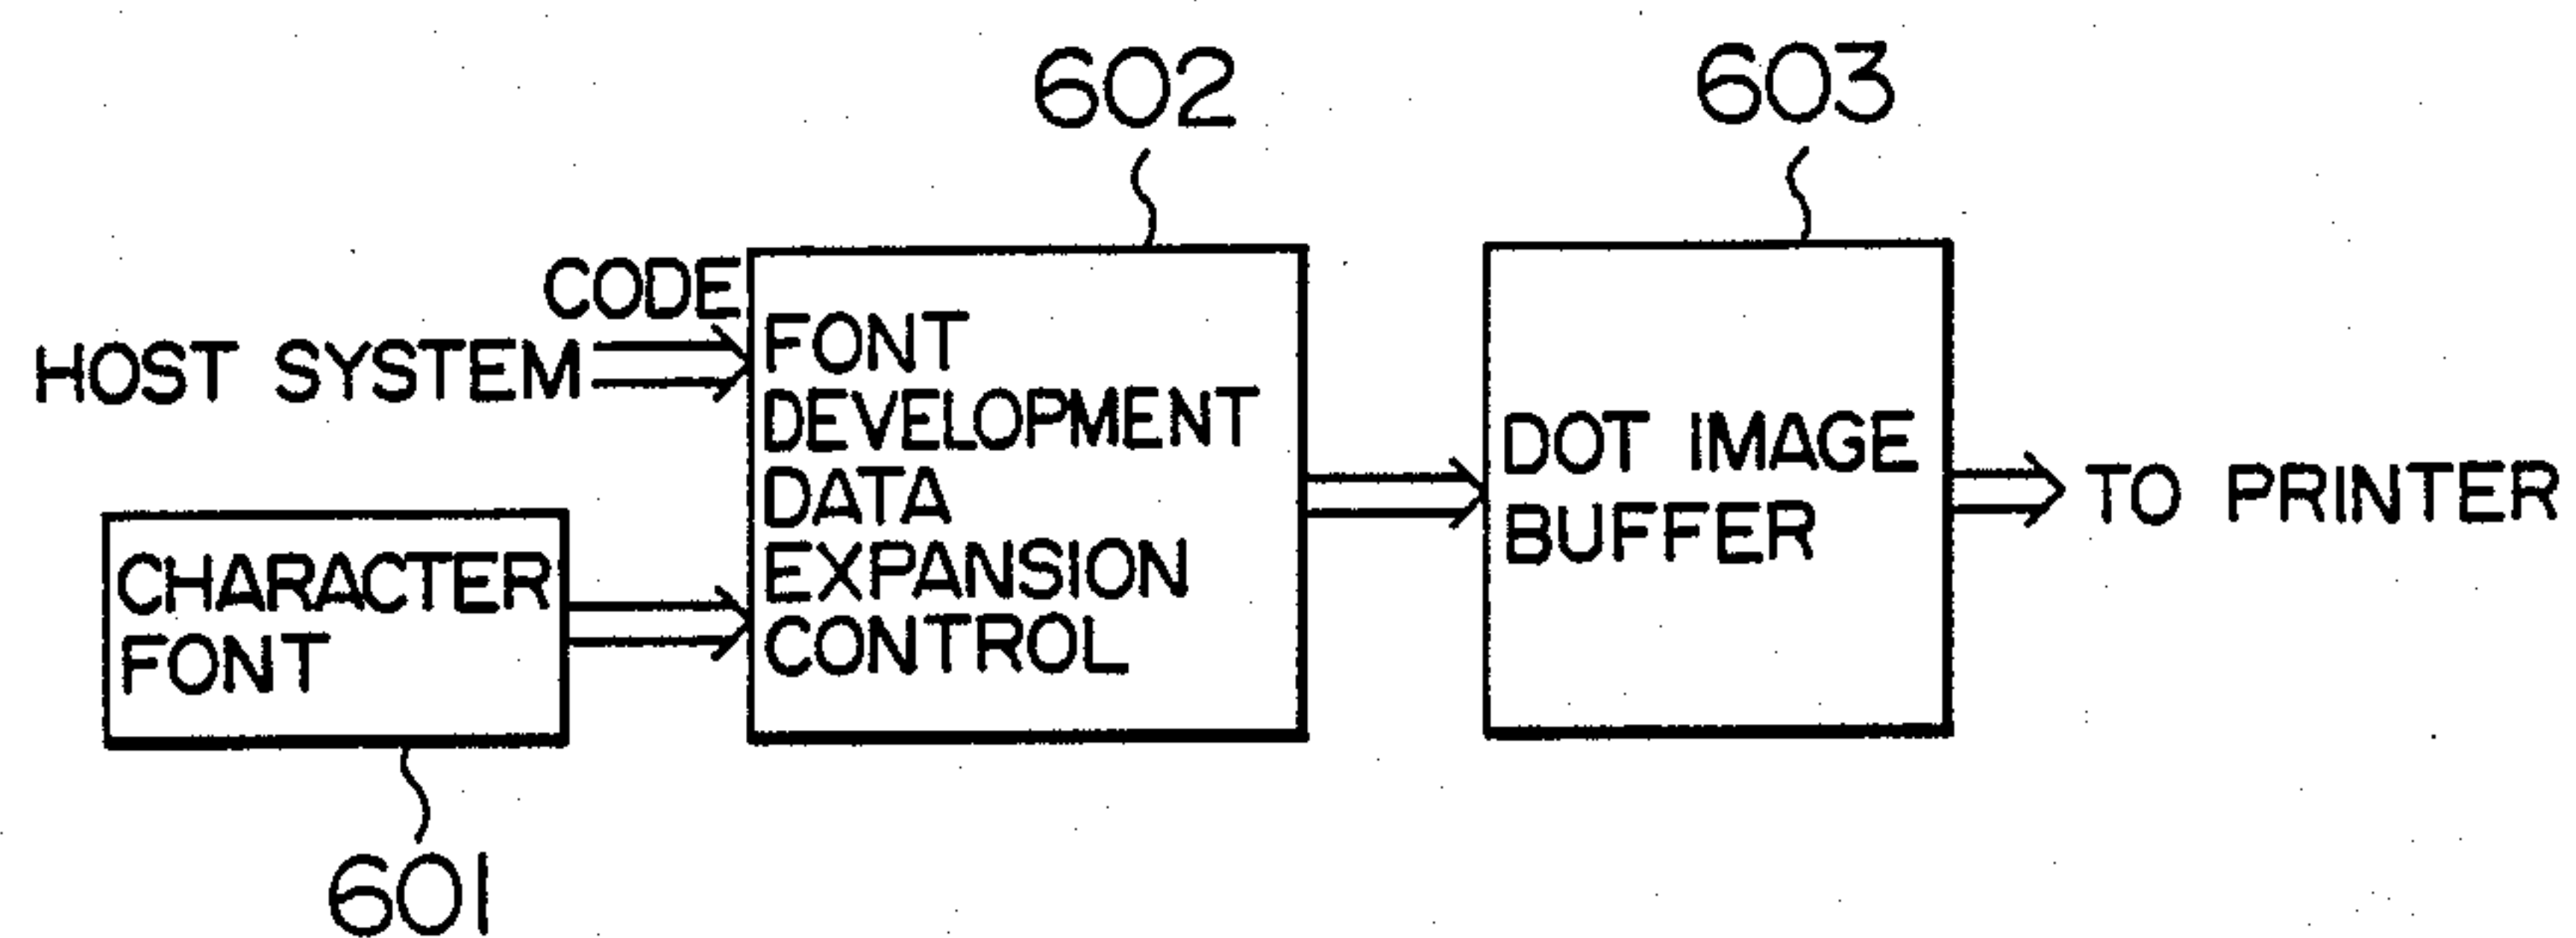 602
603
CODE
HOST SYSTEM
FONT
DEVELOPMENT
DATA
EXPANSION
CONTROL
DOT IMAGE
BUFFER
TO PRINTER
CHARACTER
FONT
601